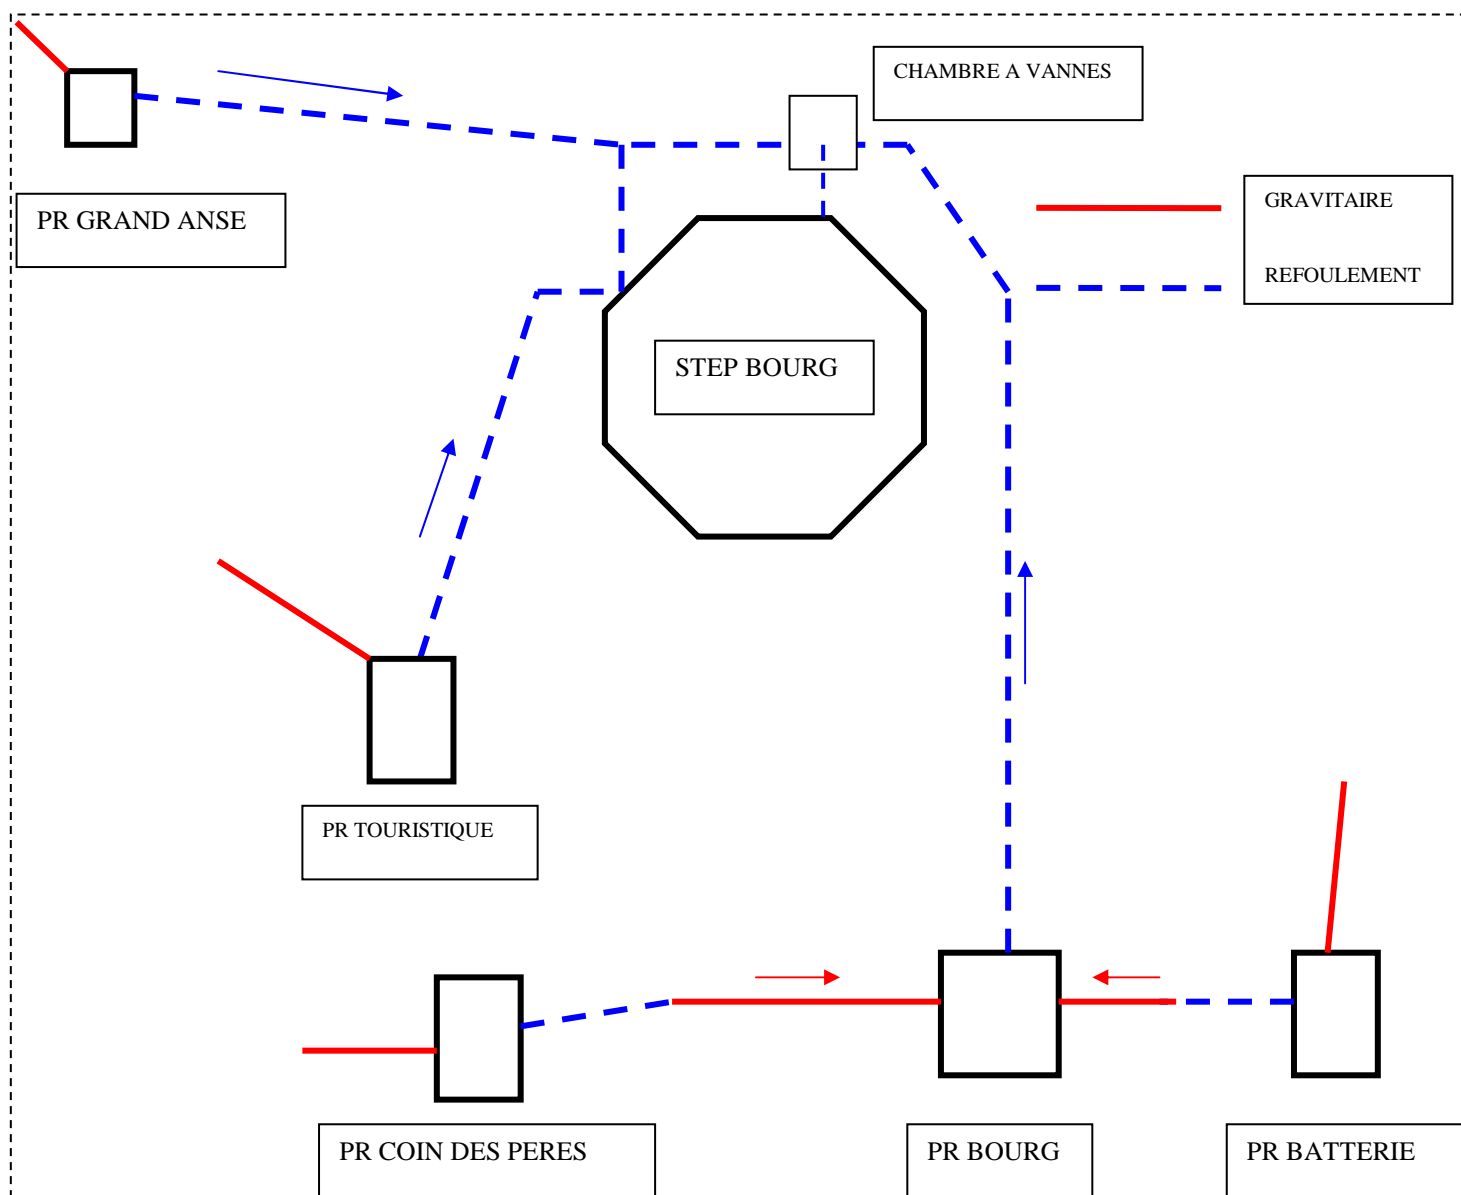 CHAMBRE A VANNES
PR GRAND ANSE
GRAVITAIRE
REFOULEMENT
STEP BOURG
PR TOURISTIQUE
PR COIN DES PERES
PR BOURG
PR BATTERIE